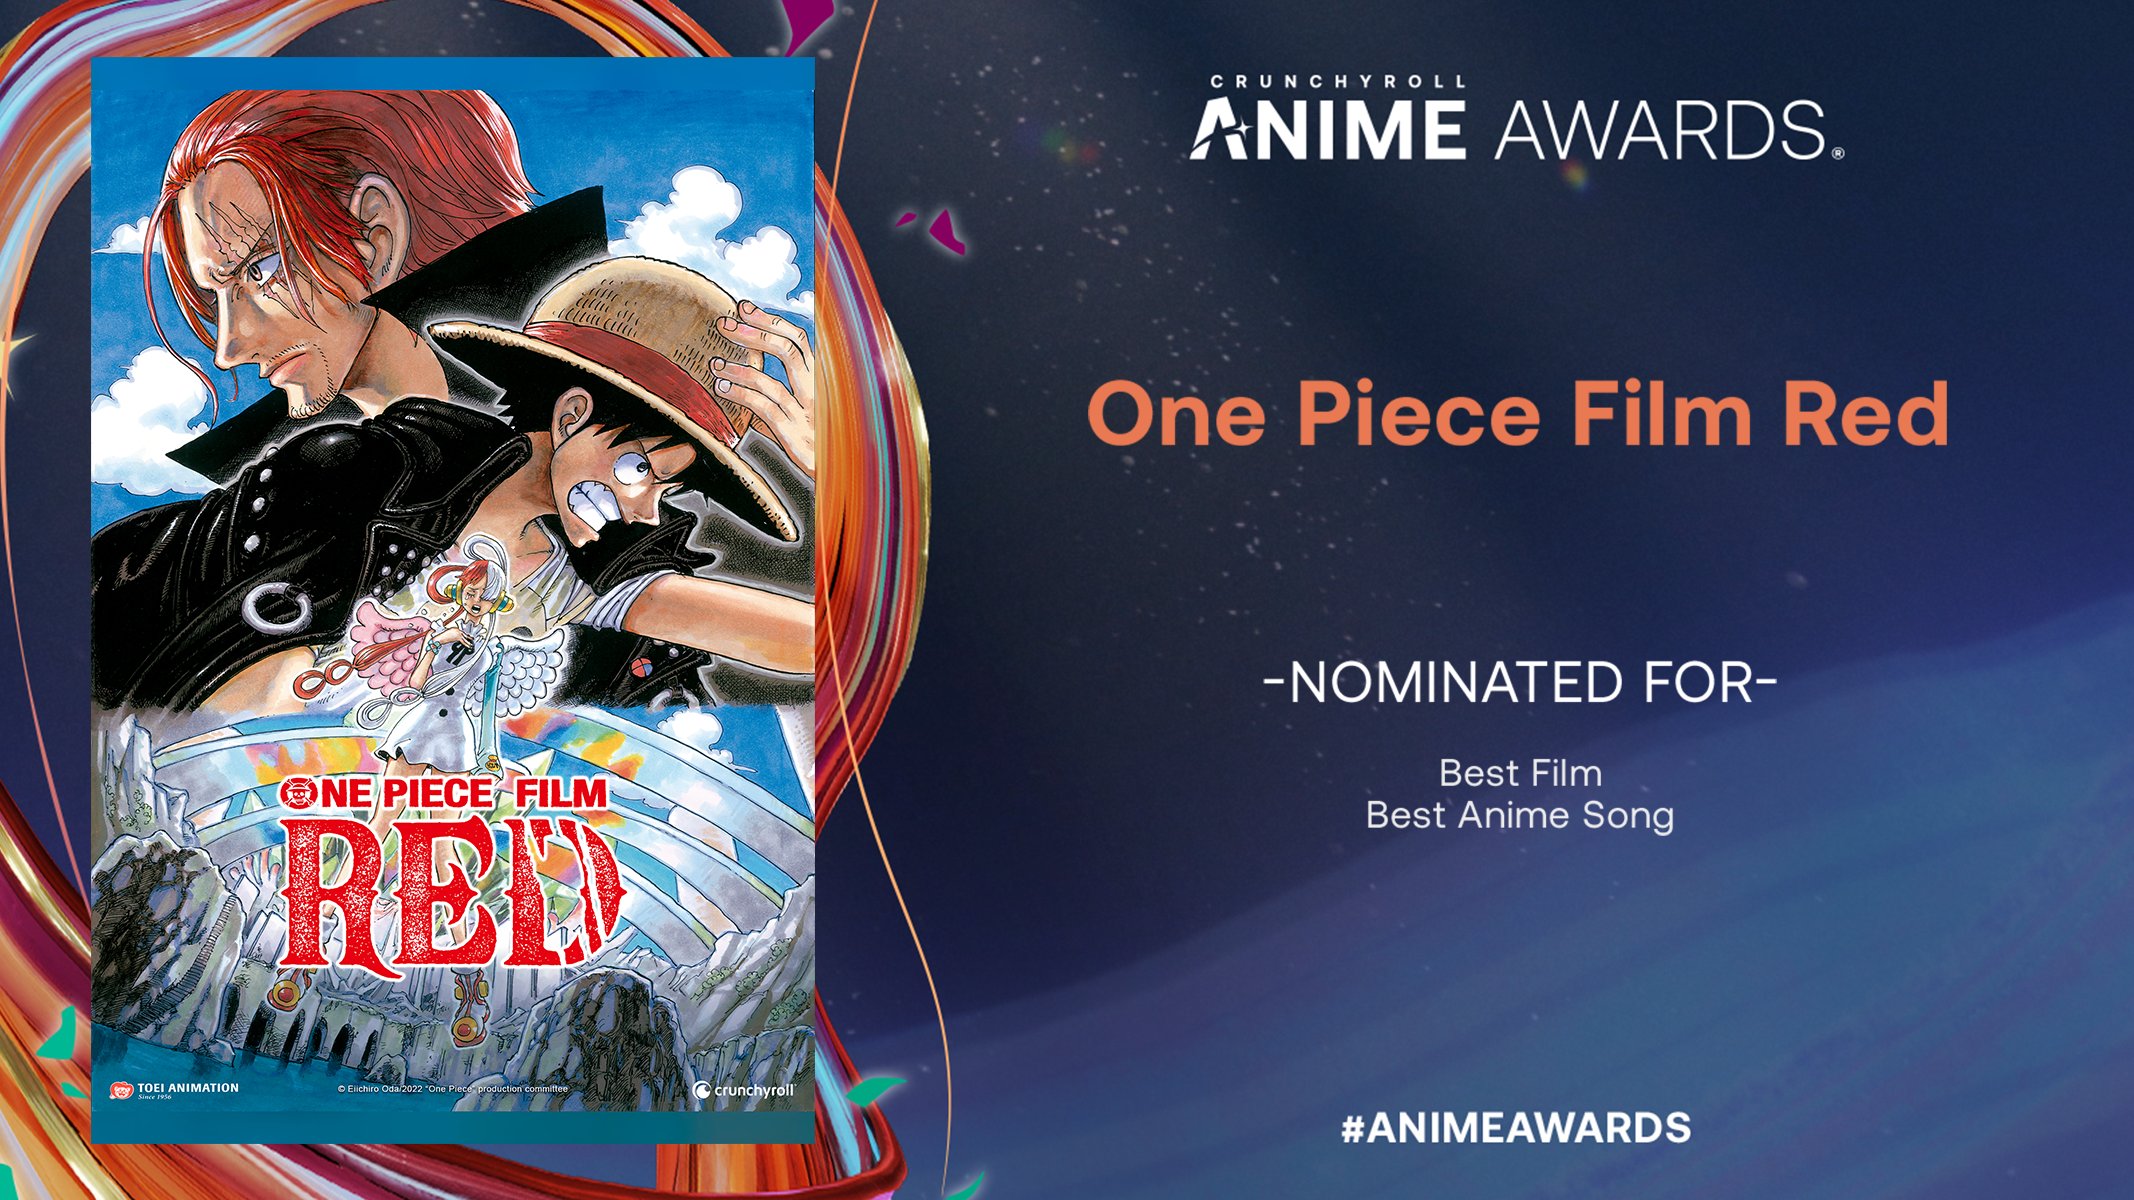 ONE PIECE FILM
RED
TOEI ANIMATION
Since 1956
© Eiichiro Oda/2022 "One Piece" production committee
crunchyroll
CRUNCHYROLL
ANIME AWARDS®
One Piece Film Red
-NOMINATED FOR-
Best Film
Best Anime Song
#ANIMEAWARDS